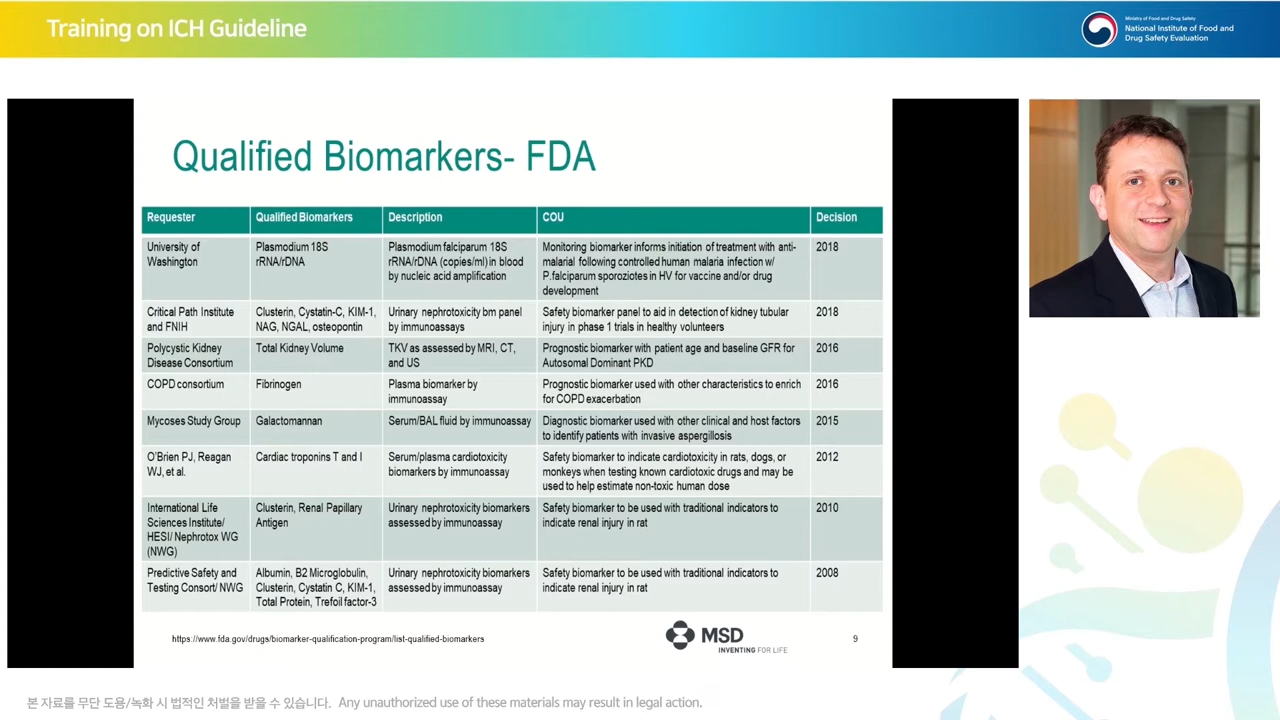 Training on ICH Guideline
Ministry of Food and Drug Safety
National Institute of Food and
Drug Safety Evaluation
Qualified Biomarkers- FDA
Requester
Qualified Biomarkers
Description
COU
Decision
University of
Washington
Plasmodium 18S
rRNA/rDNA
Plasmodium falciparum 18S
rRNA/rDNA (copies/ml) in blood
by nucleic acid amplification
Monitoring biomarker informs initiation of treatment with anti-
malarial following controlled human malaria infection w/
P.falciparum sporoziotes in HV for vaccine and/or drug
development
2018
Critical Path Institute
and FNIH
Clusterin, Cystatin-C, KIM-1,
NAG, NGAL, osteopontin
Urinary nephrotoxicity bm panel
by immunoassays
Safety biomarker panel to aid in detection of kidney tubular
injury in phase 1 trials in healthy volunteers
2018
Polycystic Kidney
Disease Consortium
Total Kidney Volume
TKV as assessed by MRI, CT,
and US
Prognostic biomarker with patient age and baseline GFR for
Autosomal Dominant PKD
2016
COPD consortium
Fibrinogen
Plasma biomarker by
immunoassay
Prognostic biomarker used with other characteristics to enrich
for COPD exacerbation
2016
Mycoses Study Group
Galactomannan
Serum/BAL fluid by immunoassay
Diagnostic biomarker used with other clinical and host factors
to identify patients with invasive aspergillosis
2015
O'Brien PJ, Reagan
WJ, et al.
Cardiac troponins T and I
Serum/plasma cardiotoxicity
biomarkers by immunoassay
Safety biomarker to indicate cardiotoxicity in rats, dogs, or
monkeys when testing known cardiotoxic drugs and may be
used to help estimate non-toxic human dose
2012
International Life
Sciences Institute/
HESI/ Nephrotox WG
(NWG)
Clusterin, Renal Papillary
Antigen
Urinary nephrotoxicity biomarkers
assessed by immunoassay
Safety biomarker to be used with traditional indicators to
indicate renal injury in rat
2010
Predictive Safety and
Testing Consort/ NWG
Albumin, B2 Microglobulin,
Clusterin, Cystatin C, KIM-1,
Total Protein, Trefoil factor-3
Urinary nephrotoxicity biomarkers
assessed by immunoassay
Safety biomarker to be used with traditional indicators to
indicate renal injury in rat
2008
https://www.fda.gov/drugs/biomarker-qualification-program/list-qualified-biomarkers
MSD
INVENTING FOR LIFE
9
본 자료를 무단 도용/녹화 시 법적인 처벌을 받을 수 있습니다. Any unauthorized use of these materials may result in legal action.